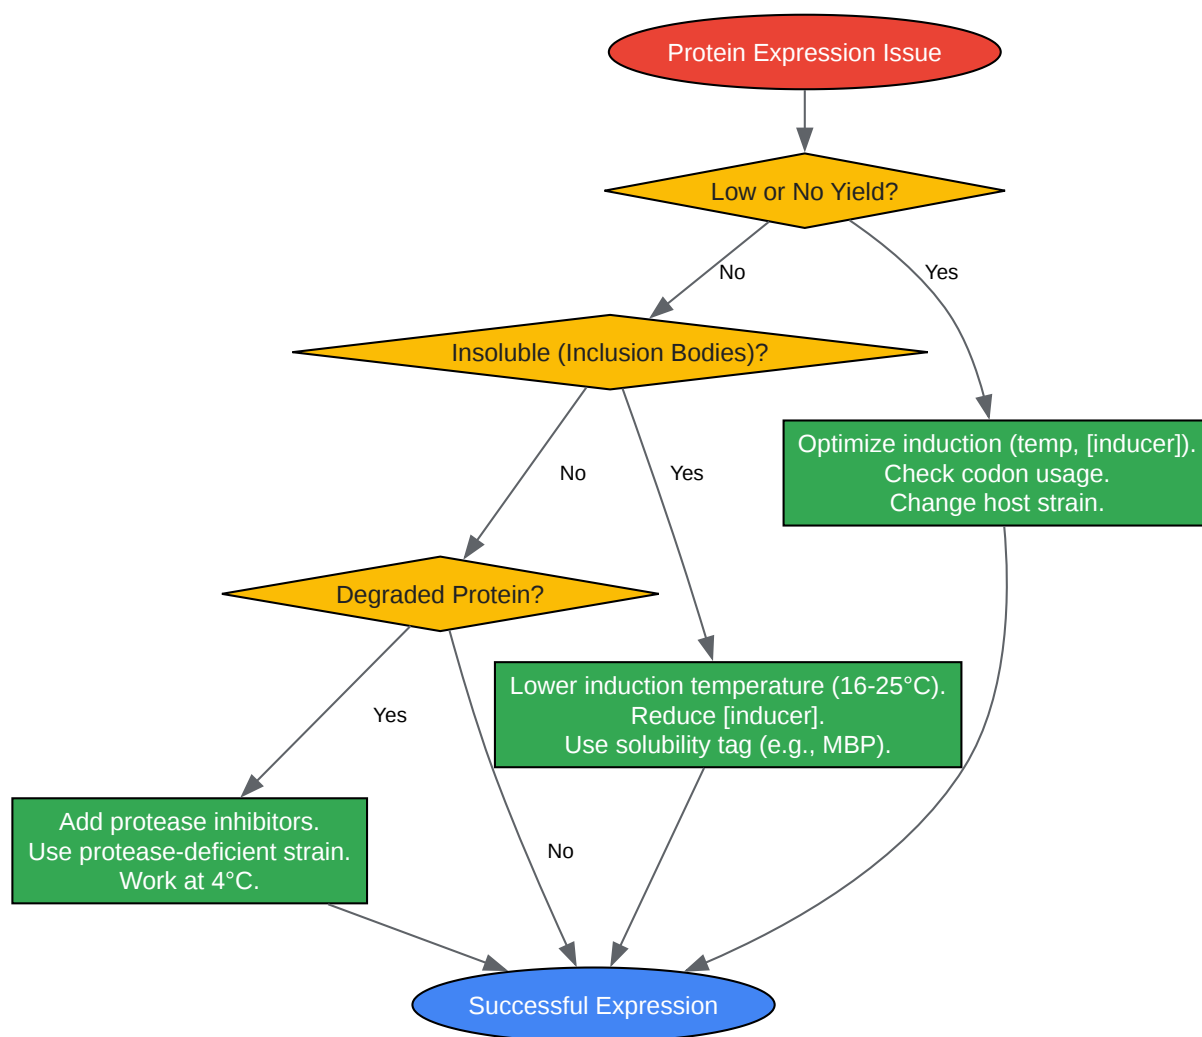 Protein Expression Issue
Low or No Yield?
No
Yes
Insoluble (Inclusion Bodies)?
Optimize induction (temp, [inducer]).
Check codon usage.
Change host strain.
No
Yes
Degraded Protein?
Lower induction temperature (16-25°C).
Reduce [inducer].
Use solubility tag (e.g., MBP).
Yes
Add protease inhibitors.
Use protease-deficient strain.
Work at 4°C.
No
Successful Expression